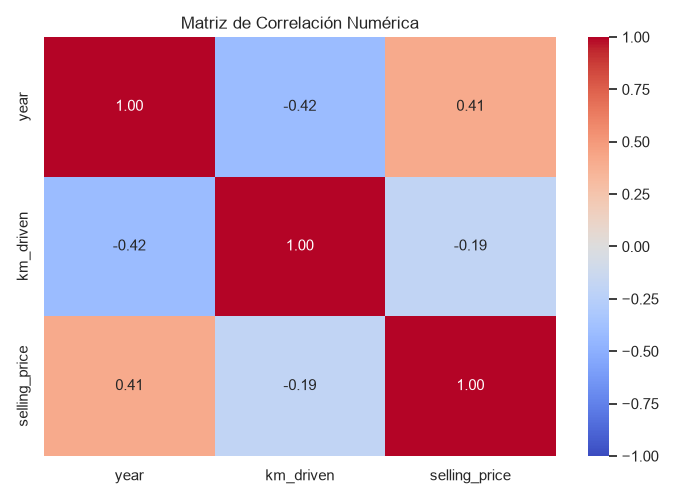 Matriz de Correlación Numérica
year
1.00
-0.42
0.41
km_driven
-0.42
1.00
-0.19
selling_price
0.41
-0.19
1.00
year
km_driven
selling_price
1.00
0.75
0.50
0.25
0.00
−0.25
−0.50
−0.75
−1.00